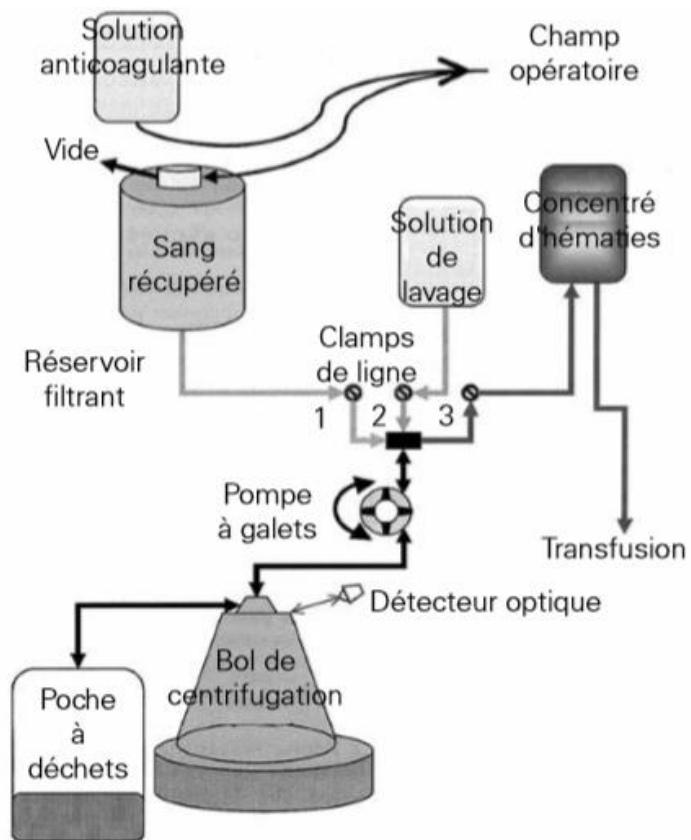 Solution
anticoagulante
Champ
opératoire
Vide
Sang
récupéré
Solution
de
lavage
Concentré
d'hématies
Réservoir
filtrant
Clamps
de ligne
1
2
3
Pompe
à galets
Transfusion
Détecteur optique
Bol de
centrifugation
Poche
à
déchets